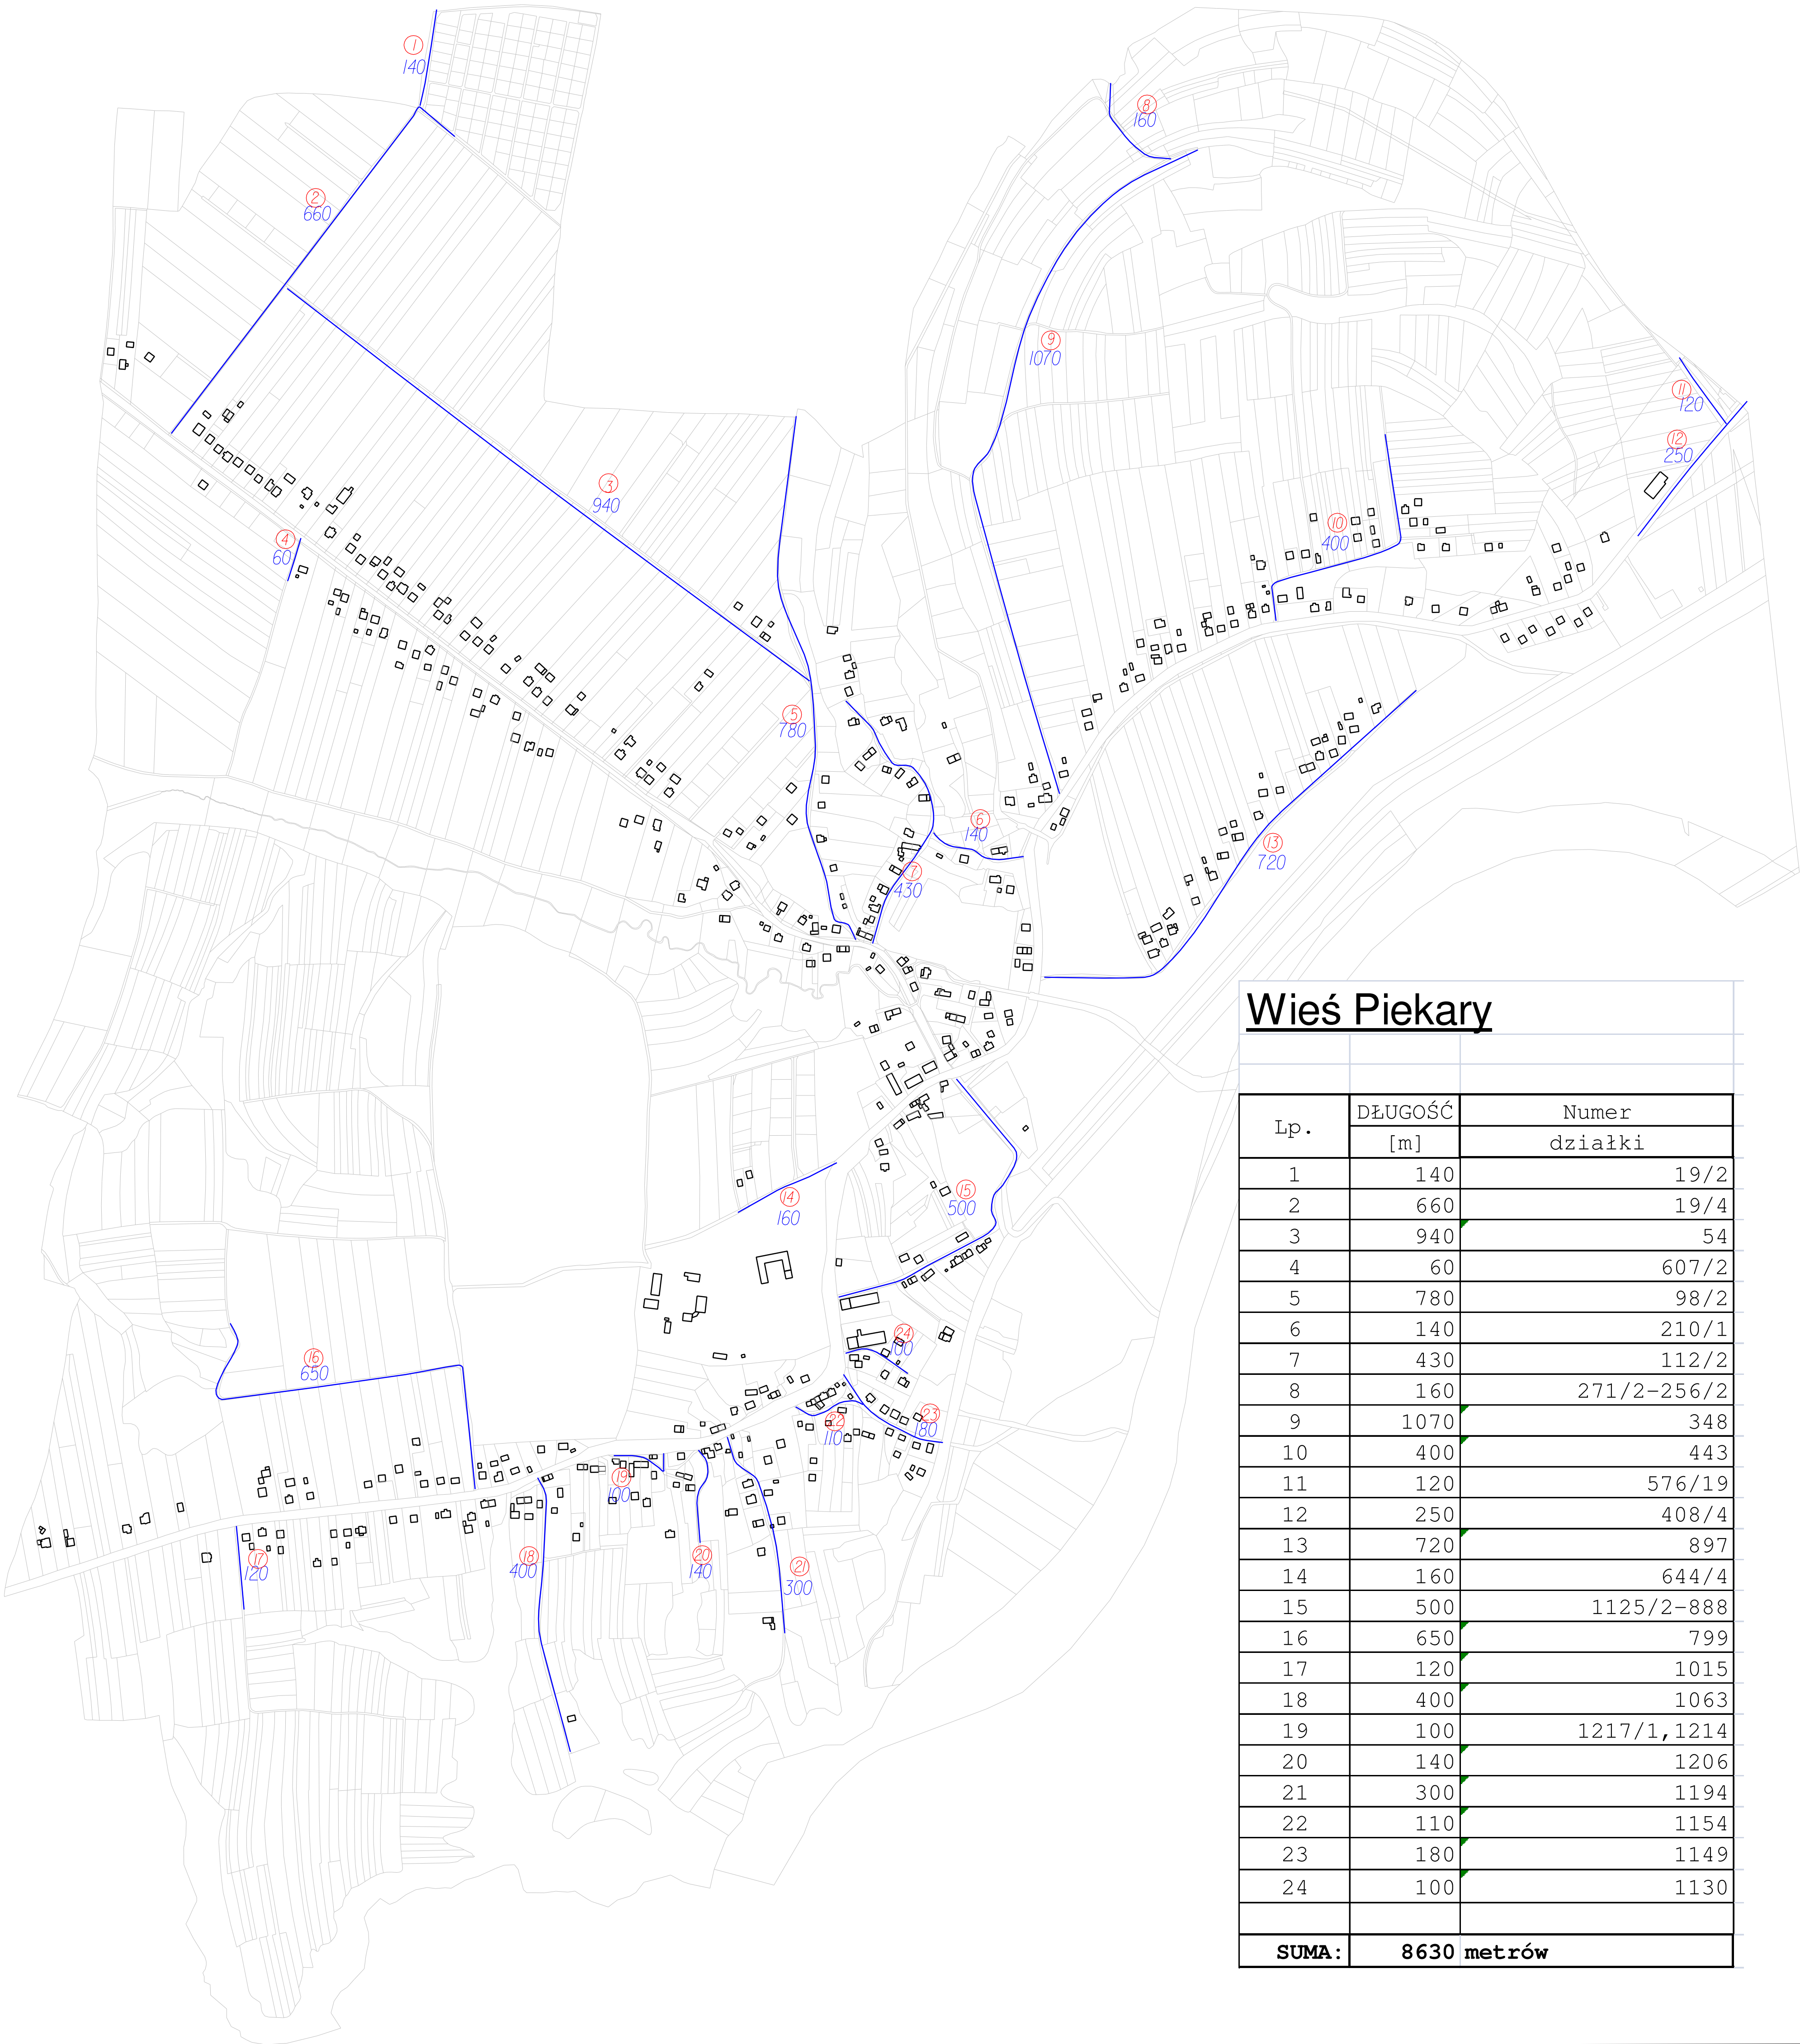 1
140
8
160
2
660
9
1070
11
120
12
250
3
940
10
400
4
60
5
780
6
140
13
720
7
430
14
160
15
500
24
100
16
650
23
180
22
110
19
100
18
400
20
140
17
120
21
300
Wieś Piekary
Lp. DŁUGOŚĆ [m] Numer działki
1 140 19/2
2 660 19/4
3 940 54
4 60 607/2
5 780 98/2
6 140 210/1
7 430 112/2
8 160 271/2-256/2
9 1070 348
10 400 443
11 120 576/19
12 250 408/4
13 720 897
14 160 644/4
15 500 1125/2-888
16 650 799
17 120 1015
18 400 1063
19 100 1217/1,1214
20 140 1206
21 300 1194
22 110 1154
23 180 1149
24 100 1130
SUMA: 8630 metrów